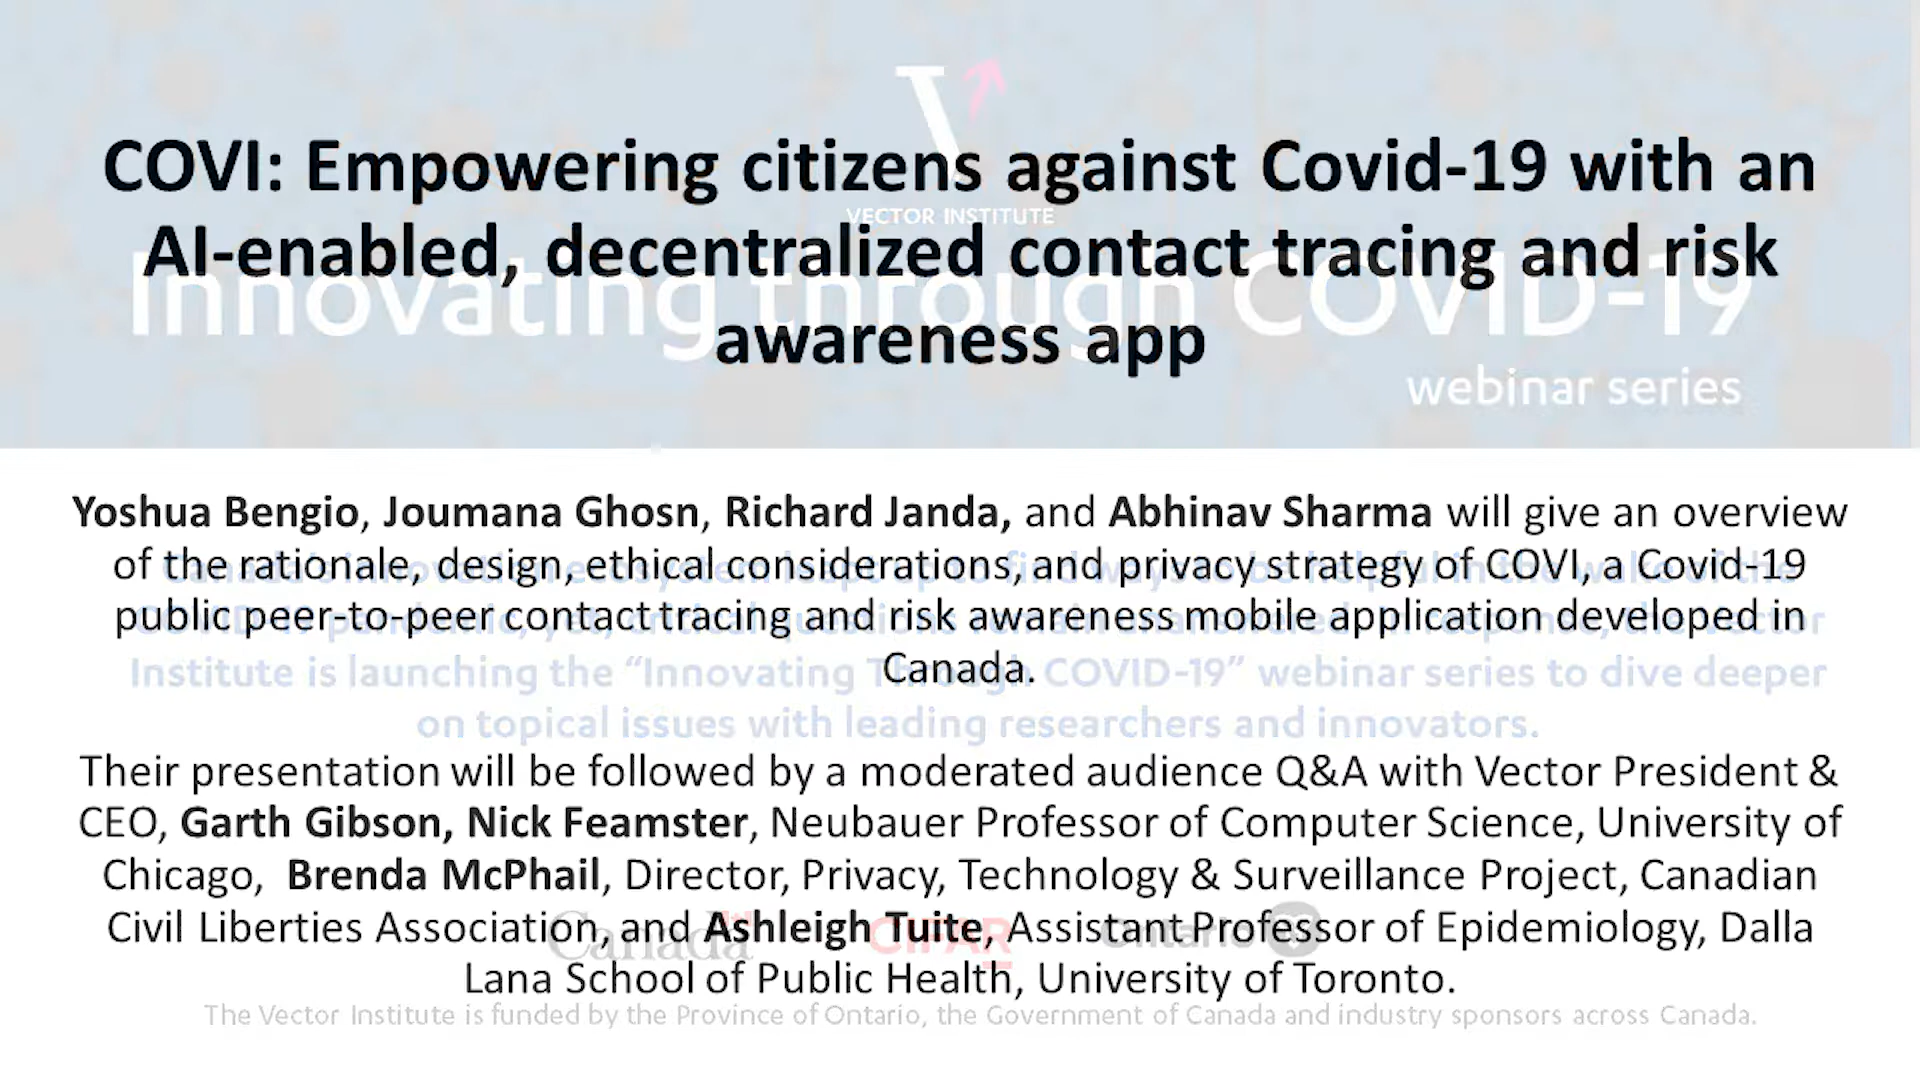 VECTOR INSTITUTE
COVI: Empowering citizens against Covid-19 with an
AI-enabled, decentralized contact tracing and risk
awareness app
Innovating through COVID-19
webinar series
Yoshua Bengio, Joumana Ghosn, Richard Janda, and Abhinav Sharma will give an overview
of the rationale, design, ethical considerations, and privacy strategy of COVI, a Covid-19
public peer-to-peer contact tracing and risk awareness mobile application developed in
Canada.
Institute is launching the “Innovating Through COVID-19” webinar series to dive deeper
on topical issues with leading researchers and innovators.
Their presentation will be followed by a moderated audience Q&A with Vector President &
CEO, Garth Gibson, Nick Feamster, Neubauer Professor of Computer Science, University of
Chicago, Brenda McPhail, Director, Privacy, Technology & Surveillance Project, Canadian
Civil Liberties Association, and Ashleigh Tuite, Assistant Professor of Epidemiology, Dalla
Lana School of Public Health, University of Toronto.
Canada CIFAR Ontario
The Vector Institute is funded by the Province of Ontario, the Government of Canada and industry sponsors across Canada.